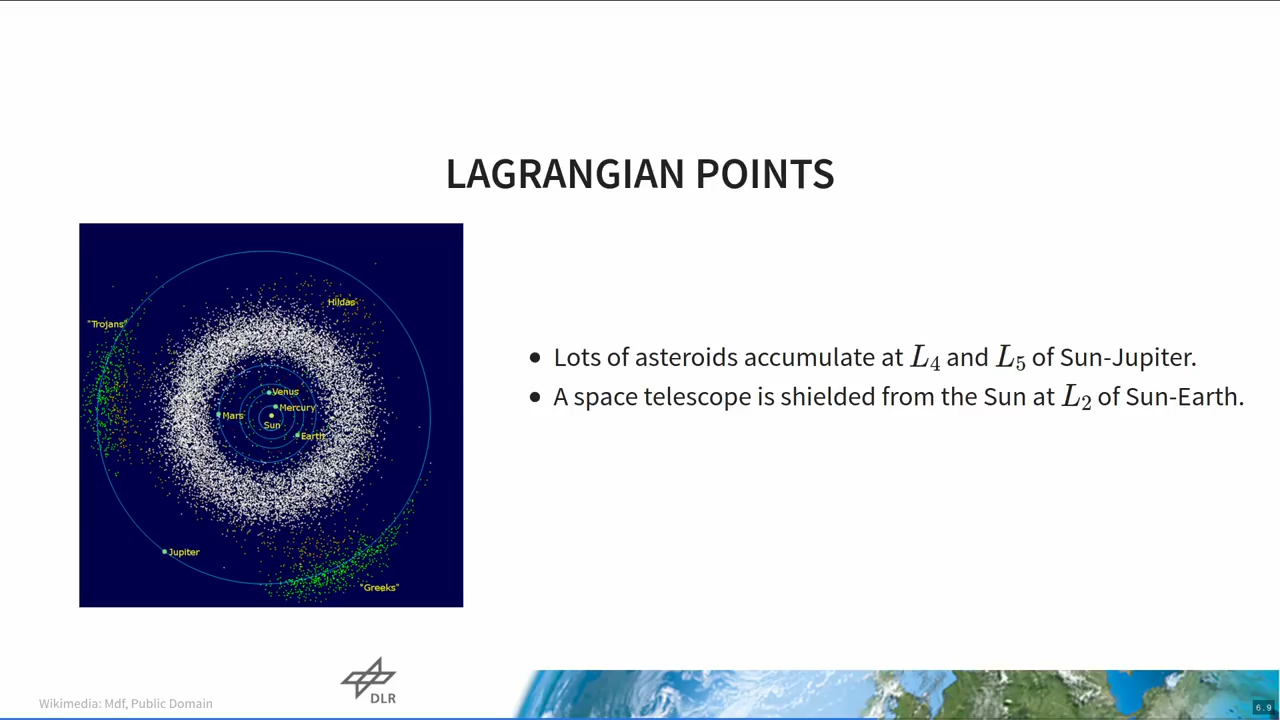 LAGRANGIAN POINTS
Hildas
"Trojans"
Venus
Mercury
Mars
Sun
Earth
Jupiter
"Greeks"
• Lots of asteroids accumulate at L₄ and L₅ of Sun-Jupiter.
• A space telescope is shielded from the Sun at L₂ of Sun-Earth.
DLR
Wikimedia: Mdf, Public Domain
6.9